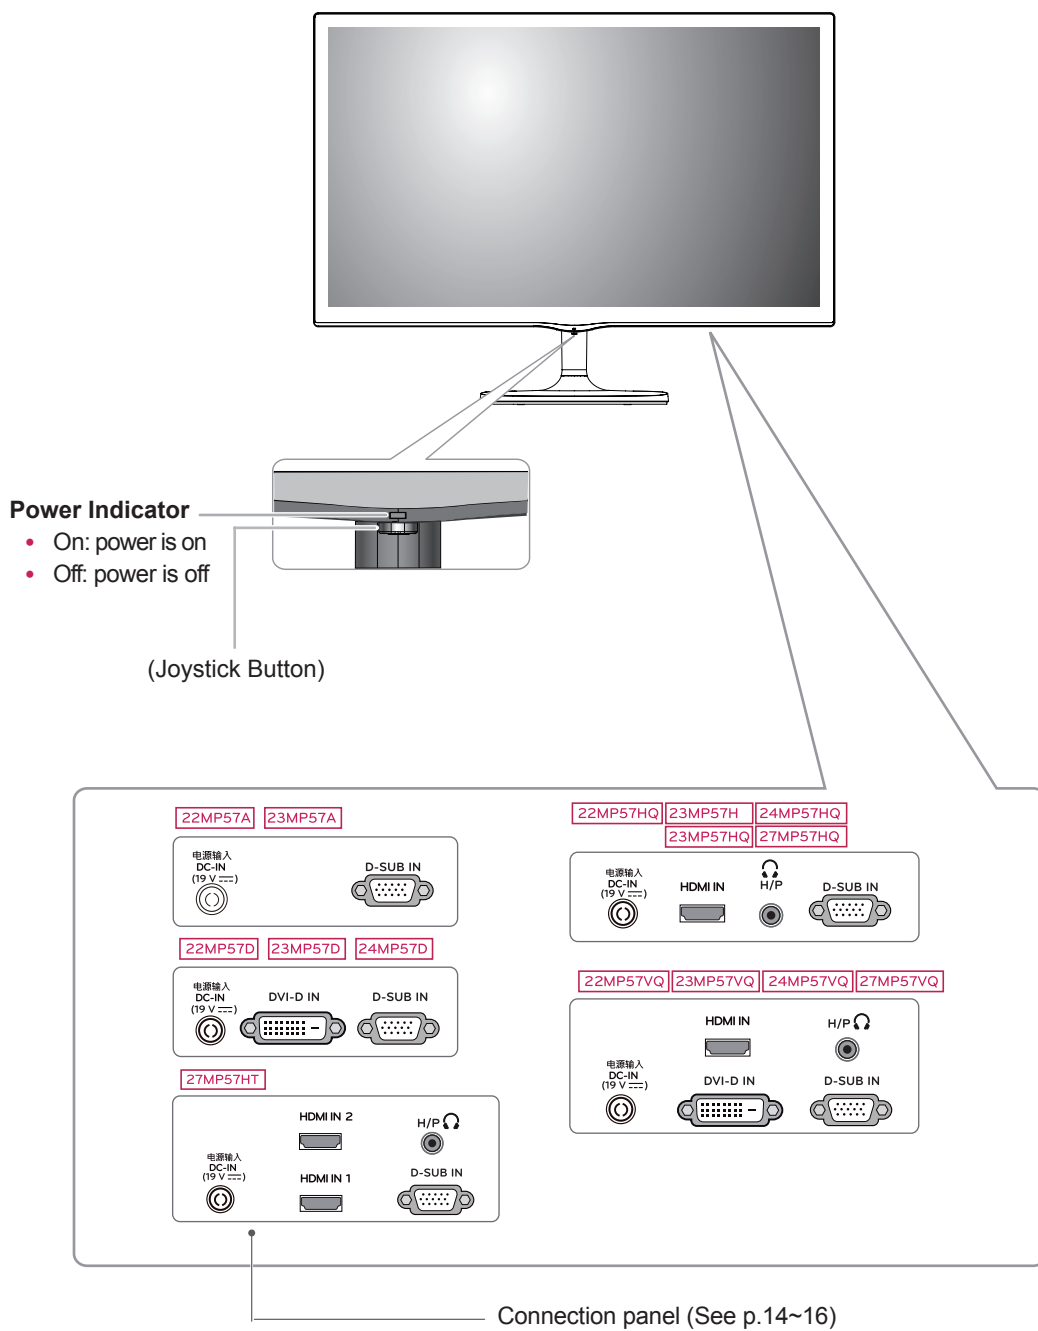 Power Indicator
• On: power is on
• Off: power is off
(Joystick Button)
22MP57A 23MP57A
电源输入
DC-IN
(19 V ⎓)
D-SUB IN
22MP57D 23MP57D 24MP57D
电源输入
DC-IN
(19 V ⎓)
DVI-D IN
D-SUB IN
27MP57HT
HDMI IN 2
H/P
电源输入
DC-IN
(19 V ⎓)
HDMI IN 1
D-SUB IN
22MP57HQ 23MP57H 24MP57HQ
23MP57HQ 27MP57HQ
电源输入
DC-IN
(19 V ⎓)
HDMI IN
H/P
D-SUB IN
22MP57VQ 23MP57VQ 24MP57VQ 27MP57VQ
HDMI IN
H/P
电源输入
DC-IN
(19 V ⎓)
DVI-D IN
D-SUB IN
Connection panel (See p.14~16)